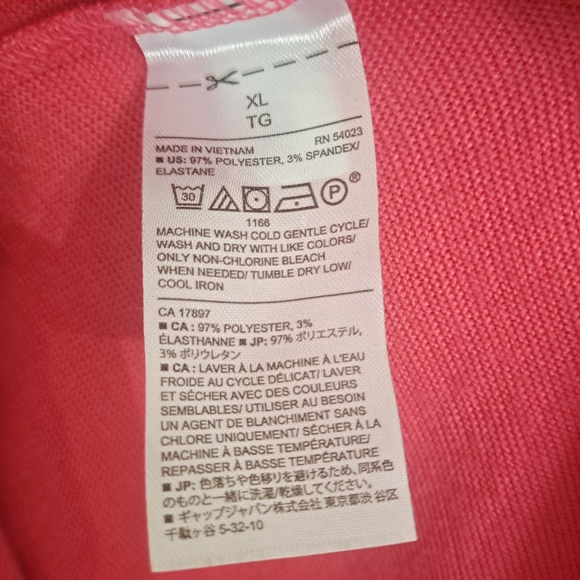 XL
TG
MADE IN VIETNAM RN 54023
■ US: 97% POLYESTER, 3% SPANDEX/
ELASTANE
30 P ®
1166
MACHINE WASH COLD GENTLE CYCLE/
WASH AND DRY WITH LIKE COLORS/
ONLY NON-CHLORINE BLEACH
WHEN NEEDED/ TUMBLE DRY LOW/
COOL IRON
CA 17897
■ CA : 97% POLYESTER, 3%
ÉLASTHANNE ■ JP: 97% ポリエステル,
3% ポリウレタン
■ CA : LAVER À LA MACHINE À L'EAU
FROIDE AU CYCLE DÉLICAT/ LAVER
ET SÉCHER AVEC DES COULEURS
SEMBLABLES/ UTILISER AU BESOIN
UN AGENT DE BLANCHIMENT SANS
CHLORE UNIQUEMENT/ SÉCHER À LA
MACHINE À BASSE TEMPÉRATURE/
REPASSER À BASSE TEMPÉRATURE
■ JP: 色落ちや色移りを避けるため、同系色
のものと一緒に洗濯/乾燥してください。
■ ギャップジャパン株式会社 東京都渋谷区
千駄ヶ谷 5-32-10